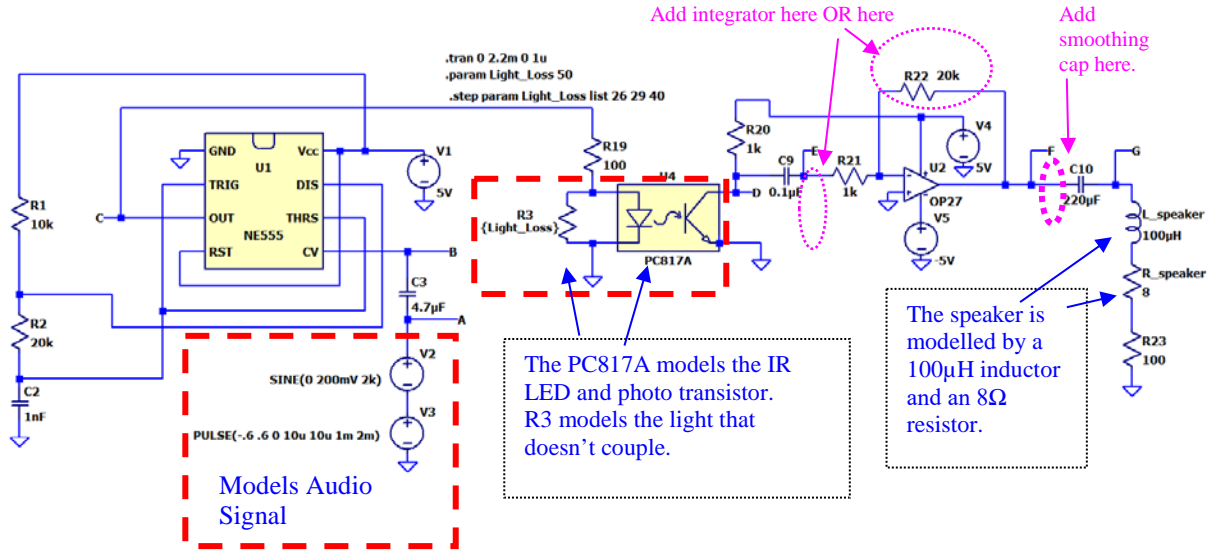 Add integrator here OR here
Add
smoothing
cap here.
.tran 0 2.2m 0 1u
.param Light_Loss 50
.step param Light_Loss list 26 29 40
R22 20k
GND
U1
Vcc
TRIG
DIS
OUT
THRS
NE555
RST
CV
V1
5V
R1
10k
C
R2
20k
C2
1nF
B
C3
4.7µF
A
V2
SINE(0 200mV 2k)
V3
PULSE(-.6 .6 0 10u 10u 1m 2m)
Models Audio
Signal
R19
100
R3
{Light_Loss}
U4
PC817A
R20
1k
D
C9
0.1µF
E
R21
1k
U2
OP27
V4
5V
V5
-5V
F
C10
220µF
G
L_speaker
100µH
R_speaker
8
R23
100
The PC817A models the IR
LED and photo transistor.
R3 models the light that
doesn’t couple.
The speaker is
modelled by a
100µH inductor
and an 8Ω
resistor.